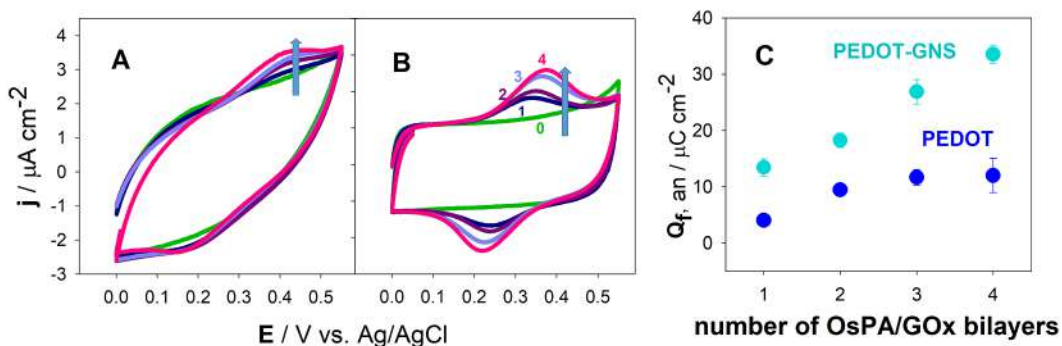 A
j / μA cm-2
4
3
2
1
0
-1
-2
-3
0.0 0.1 0.2 0.3 0.4 0.5
B
4
3
2
1
0
0.0 0.1 0.2 0.3 0.4 0.5
E / V vs. Ag/AgCl
C
PEDOT-GNS
PEDOT
Qf, an / μC cm-2
40
30
20
10
0
1 2 3 4
number of OsPA/GOx bilayers